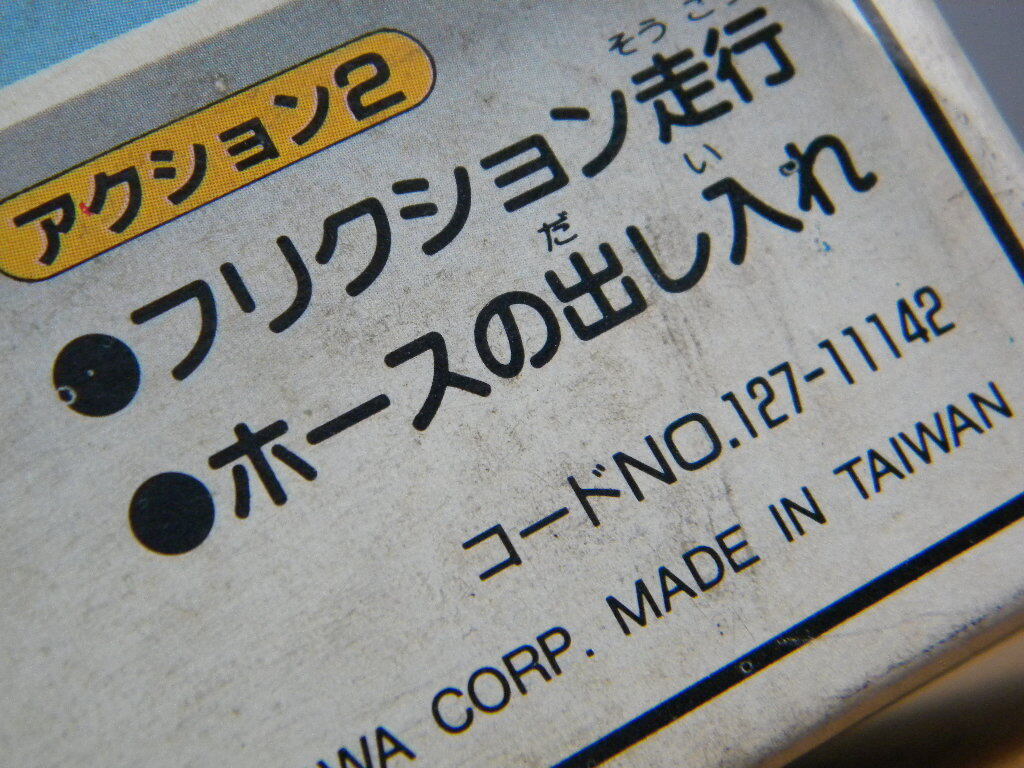 アクション2
●フリクション走行
そう
●ホースの出し入れ
だ い
コードNO.127-11142
WA CORP. MADE IN TAIWAN